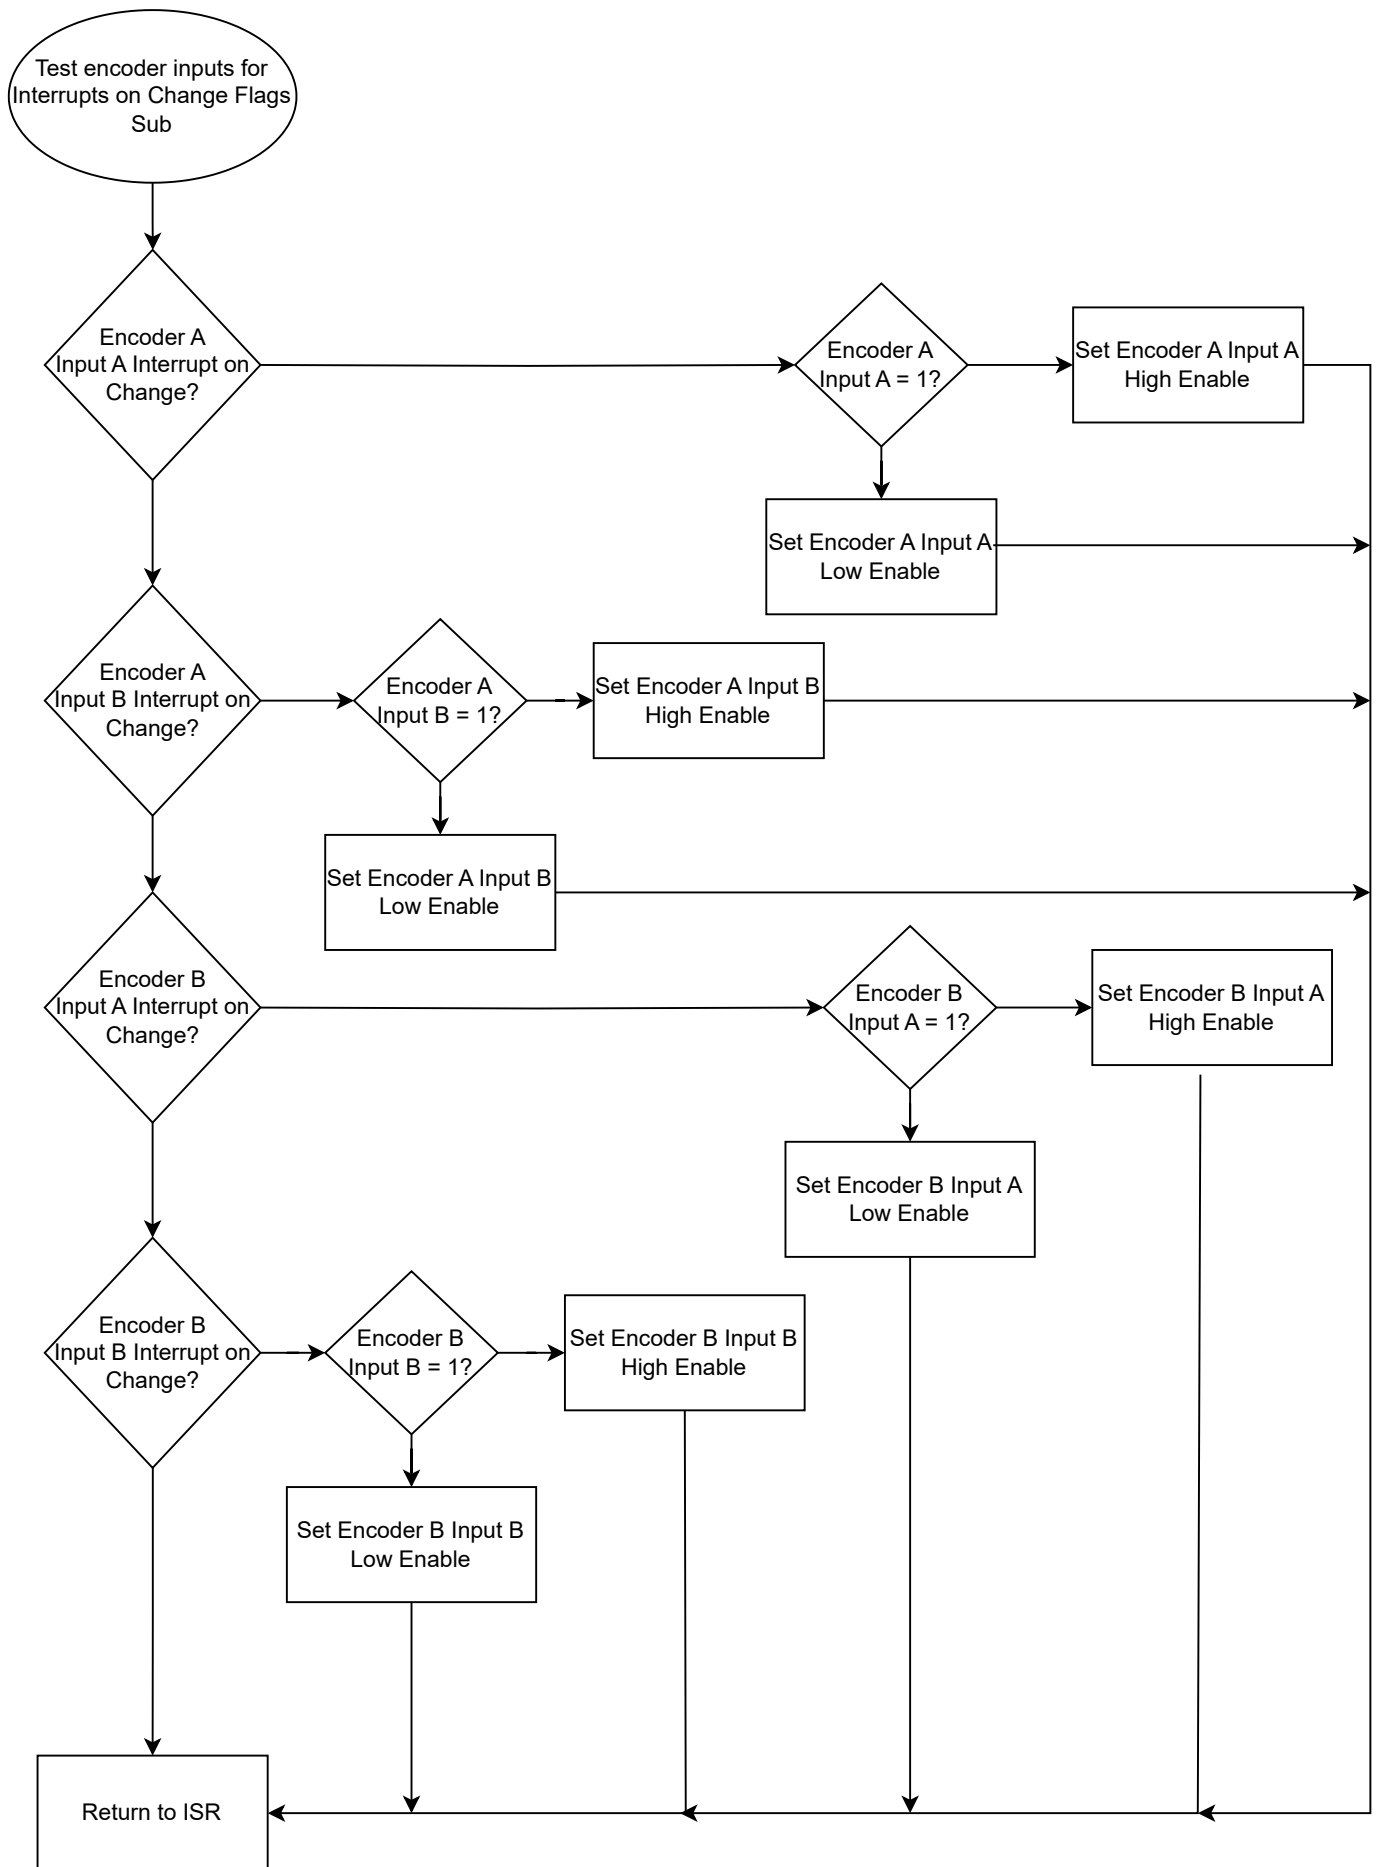 Test encoder inputs for
Interrupts on Change Flags
Sub
Encoder A
Input A Interrupt on
Change?
Encoder A
Input A = 1?
Set Encoder A Input A
High Enable
Set Encoder A Input A
Low Enable
Encoder A
Input B Interrupt on
Change?
Encoder A
Input B = 1?
Set Encoder A Input B
High Enable
Set Encoder A Input B
Low Enable
Encoder B
Input A Interrupt on
Change?
Encoder B
Input A = 1?
Set Encoder B Input A
High Enable
Set Encoder B Input A
Low Enable
Encoder B
Input B Interrupt on
Change?
Encoder B
Input B = 1?
Set Encoder B Input B
High Enable
Set Encoder B Input B
Low Enable
Return to ISR